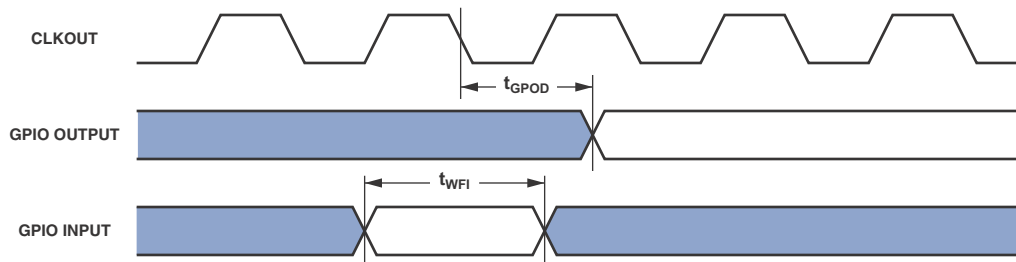 CLKOUT
tGPOD
GPIO OUTPUT
tWFI
GPIO INPUT